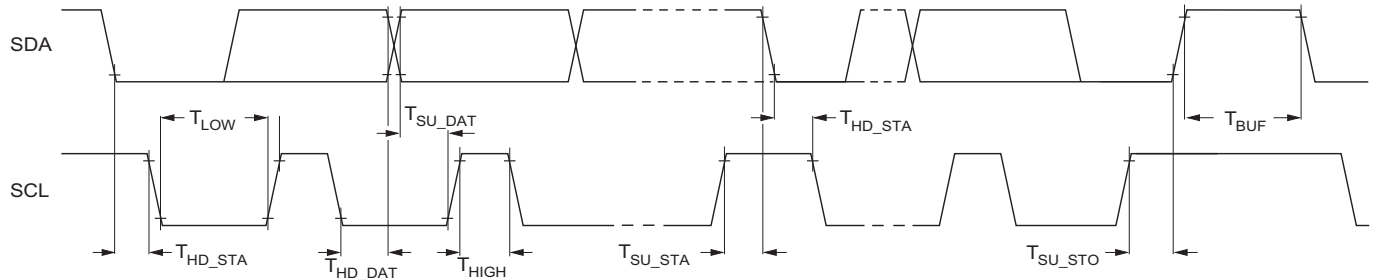 SDA
T_LOW
T_SU_DAT
T_HD_STA
T_BUF
SCL
T_HD_STA
T_HD_DAT
T_HIGH
T_SU_STA
T_SU_STO